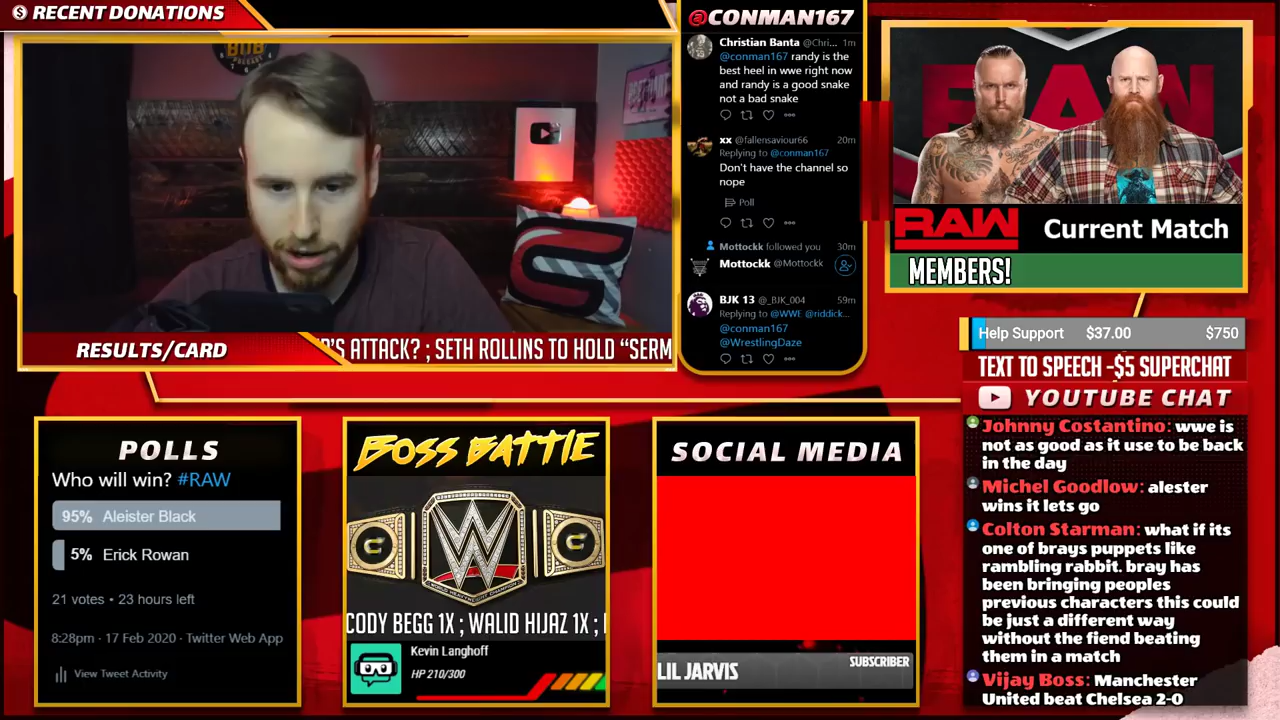 RECENT DONATIONS
RESULTS/CARD
'S ATTACK? ; SETH ROLLINS TO HOLD “SERM
@CONMAN167
Christian Banta @Chri... 1m
@conman167 randy is the
best heel in wwe right now
and randy is a good snake
not a bad snake
xx @fallensaviour66 20m
Replying to @conman167
Don't have the channel so
nope
Poll
Mottockk followed you 30m
Mottockk @Mottockk
BJK 13 @_BJK_004 59m
Replying to @WWE @riddick...
@conman167
@WrestlingDaze
RAW
RAW Current Match
MEMBERS!
Help Support $37.00 $750
TEXT TO SPEECH -$5 SUPERCHAT
YOUTUBE CHAT
Johnny Costantino: wwe is
not as good as it use to be back
in the day
Michel Goodlow: alester
wins it lets go
Colton Starman: what if its
one of brays puppets like
rambling rabbit. bray has
been bringing peoples
previous characters this could
be just a different way
without the fiend beating
them in a match
Vijay Boss: Manchester
United beat Chelsea 2-0
POLLS
Who will win? #RAW
95% Aleister Black
5% Erick Rowan
21 votes • 23 hours left
8:28pm · 17 Feb 2020 · Twitter Web App
View Tweet Activity
BOSS BATTLE
CODY BEGG 1X ; WALID HIJAZ 1X ;
Kevin Langhoff
HP 210/300
SOCIAL MEDIA
LIL JARVIS SUBSCRIBER